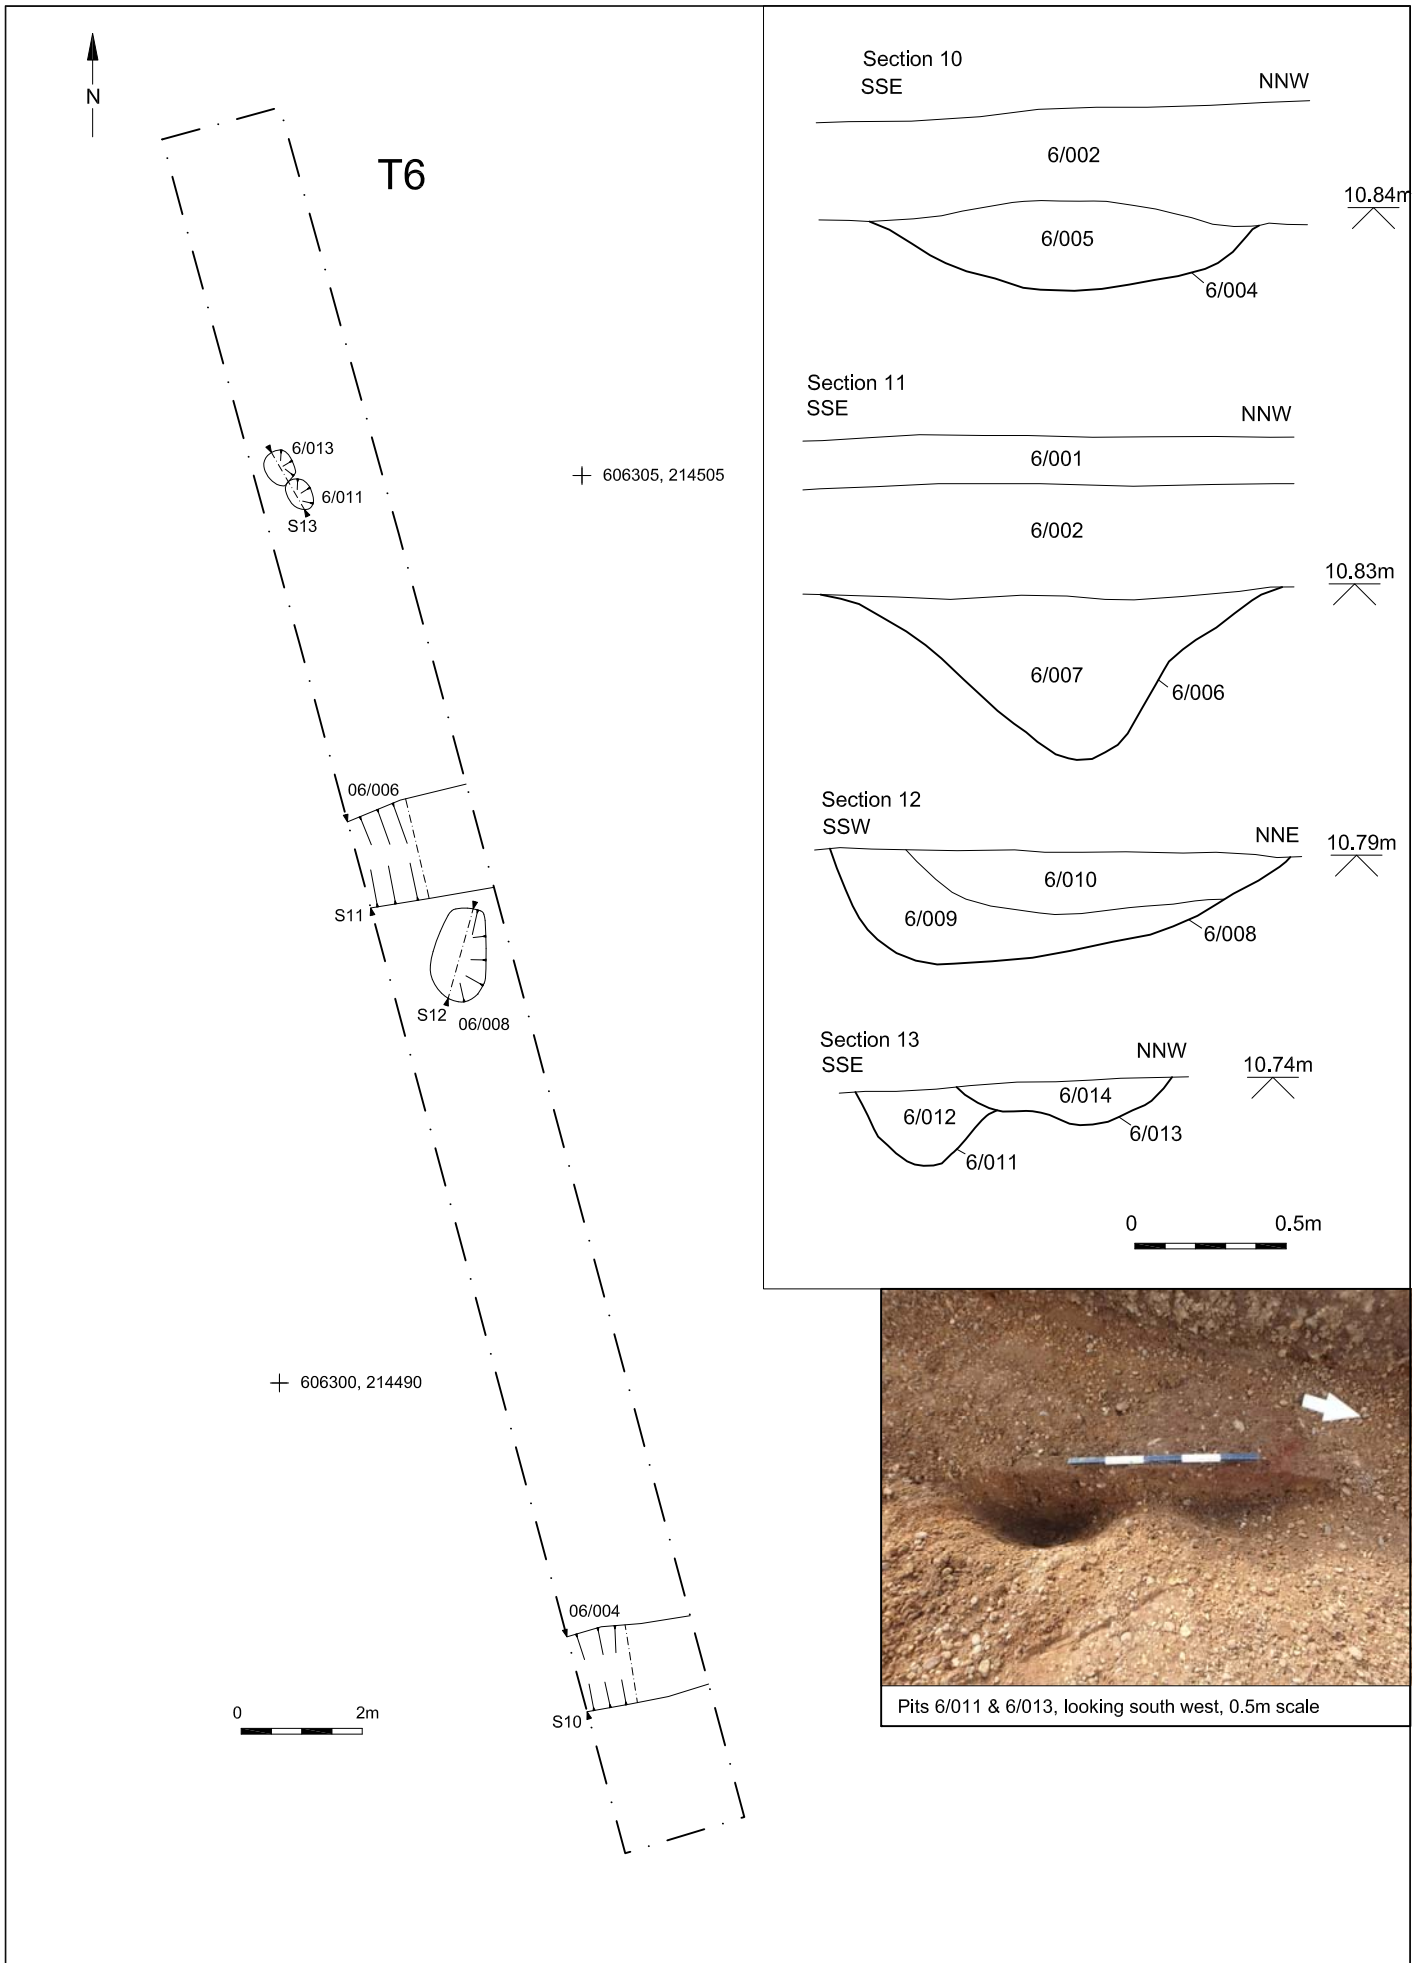 N
T6
6/013
6/011
S13
606305, 214505
06/006
S11
S12
06/008
606300, 214490
06/004
0 2m
S10
Section 10
SSE NNW
6/002
10.84m
6/005
6/004
Section 11
SSE NNW
6/001
6/002
10.83m
6/007
6/006
Section 12
SSW NNE
10.79m
6/010
6/009
6/008
Section 13
SSE NNW
10.74m
6/014
6/012
6/013
6/011
0 0.5m
Pits 6/011 & 6/013, looking south west, 0.5m scale